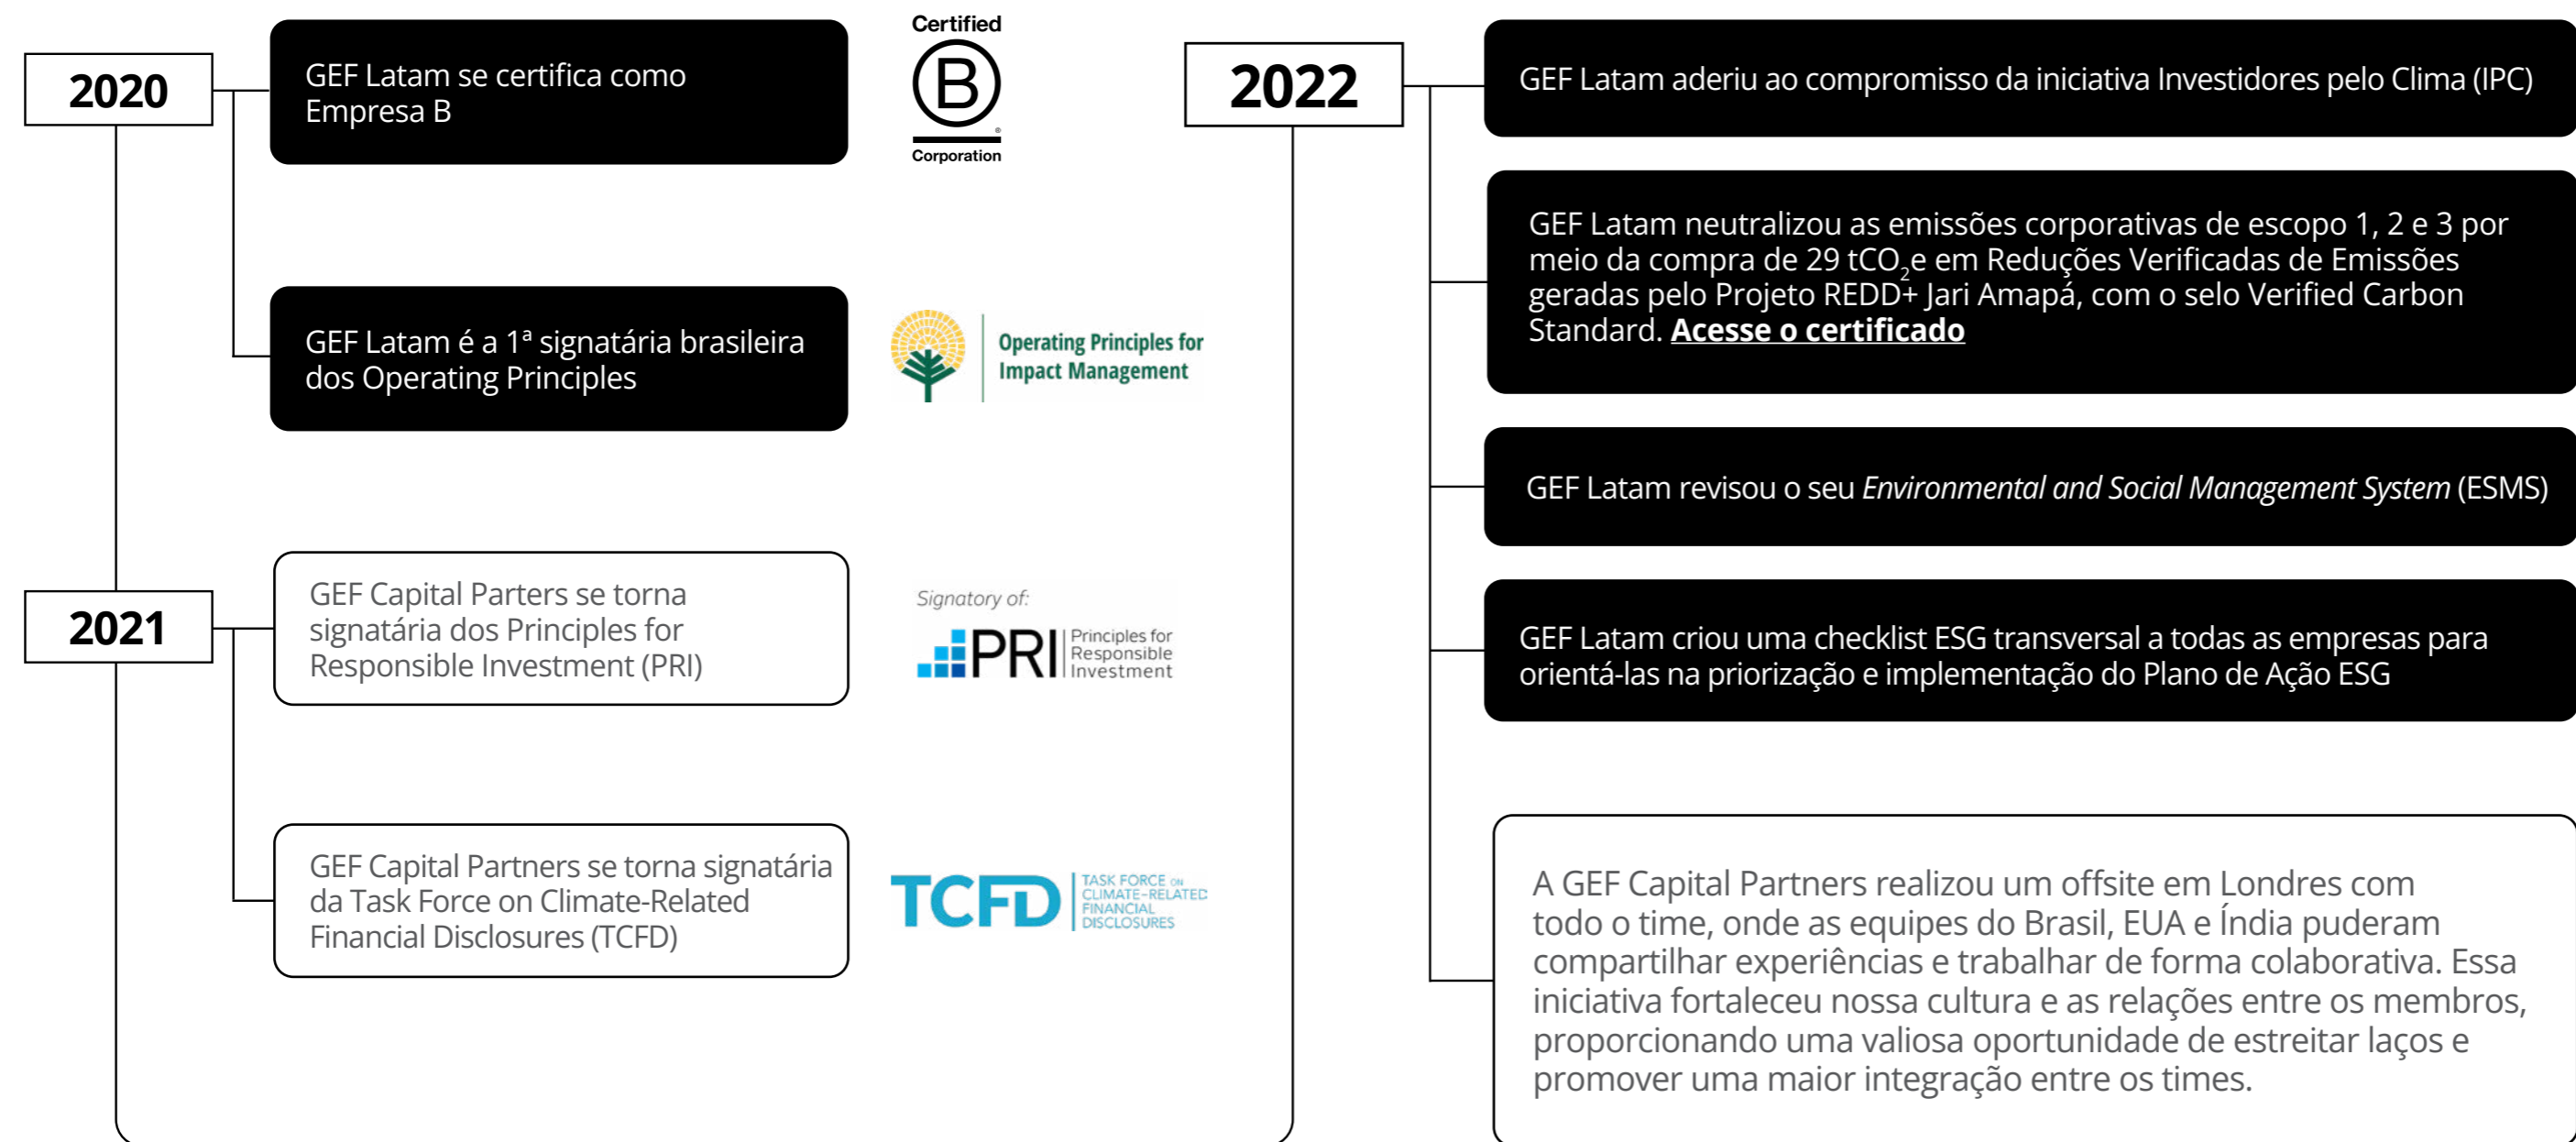 2020
GEF Latam se certifica como
Empresa B
Certified
B
®
Corporation
GEF Latam é a 1ª signatária brasileira
dos Operating Principles
Operating Principles for
Impact Management
2021
GEF Capital Parters se torna
signatária dos Principles for
Responsible Investment (PRI)
Signatory of:
PRI
Principles for
Responsible
Investment
GEF Capital Partners se torna signatária
da Task Force on Climate-Related
Financial Disclosures (TCFD)
TCFD
TASK FORCE ON
CLIMATE-RELATED
FINANCIAL
DISCLOSURES
2022
GEF Latam aderiu ao compromisso da iniciativa Investidores pelo Clima (IPC)
GEF Latam neutralizou as emissões corporativas de escopo 1, 2 e 3 por
meio da compra de 29 tCO₂e em Reduções Verificadas de Emissões
geradas pelo Projeto REDD+ Jari Amapá, com o selo Verified Carbon
Standard. Acesse o certificado
GEF Latam revisou o seu Environmental and Social Management System (ESMS)
GEF Latam criou uma checklist ESG transversal a todas as empresas para
orientá-las na priorização e implementação do Plano de Ação ESG
A GEF Capital Partners realizou um offsite em Londres com
todo o time, onde as equipes do Brasil, EUA e Índia puderam
compartilhar experiências e trabalhar de forma colaborativa. Essa
iniciativa fortaleceu nossa cultura e as relações entre os membros,
proporcionando uma valiosa oportunidade de estreitar laços e
promover uma maior integração entre os times.